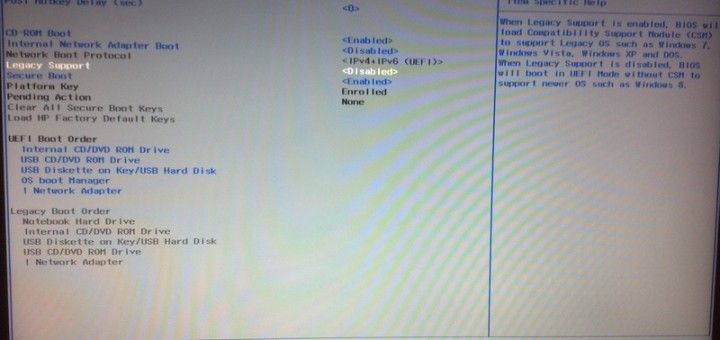 Post Hotkey Delay (sec) <0>
CD-ROM Boot <Enabled>
Internal Network Adapter Boot <Disabled>
Network Boot Protocol <IPv4+IPv6 (UEFI)>
Legacy Support <Disabled>
Secure Boot <Enabled>
Platform Key Enrolled
Pending Action None
Clear All Secure Boot Keys
Load HP Factory Default Keys
UEFI Boot Order
Internal CD/DVD ROM Drive
USB CD/DVD ROM Drive
USB Diskette on Key/USB Hard Disk
OS boot Manager
! Network Adapter
Legacy Boot Order
Notebook Hard Drive
Internal CD/DVD ROM Drive
USB Diskette on Key/USB Hard Disk
USB CD/DVD ROM Drive
! Network Adapter
Item Specific Help
When Legacy Support is enabled, BIOS will
load Compatibility Support Module (CSM)
to support Legacy OS such as Windows 7,
Windows Vista, Windows XP and DOS.
When Legacy Support is disabled, BIOS
will boot in UEFI Mode without CSM to
support newer OS such as Windows 8.